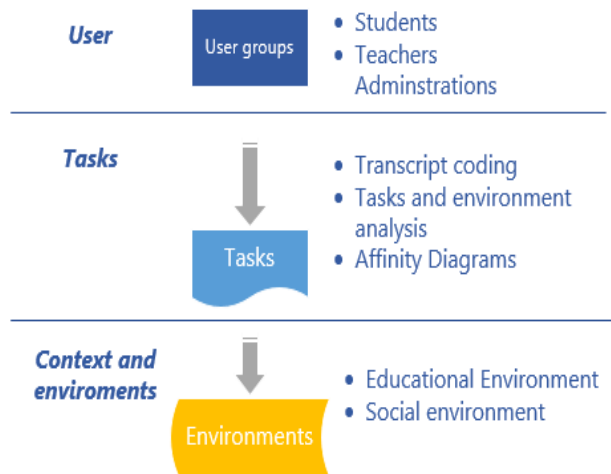 User
User groups
• Students
• Teachers
Adminstrations
Tasks
Tasks
• Transcript coding
• Tasks and environment
analysis
• Affinity Diagrams
Context and
enviroments
Environments
• Educational Environment
• Social environment